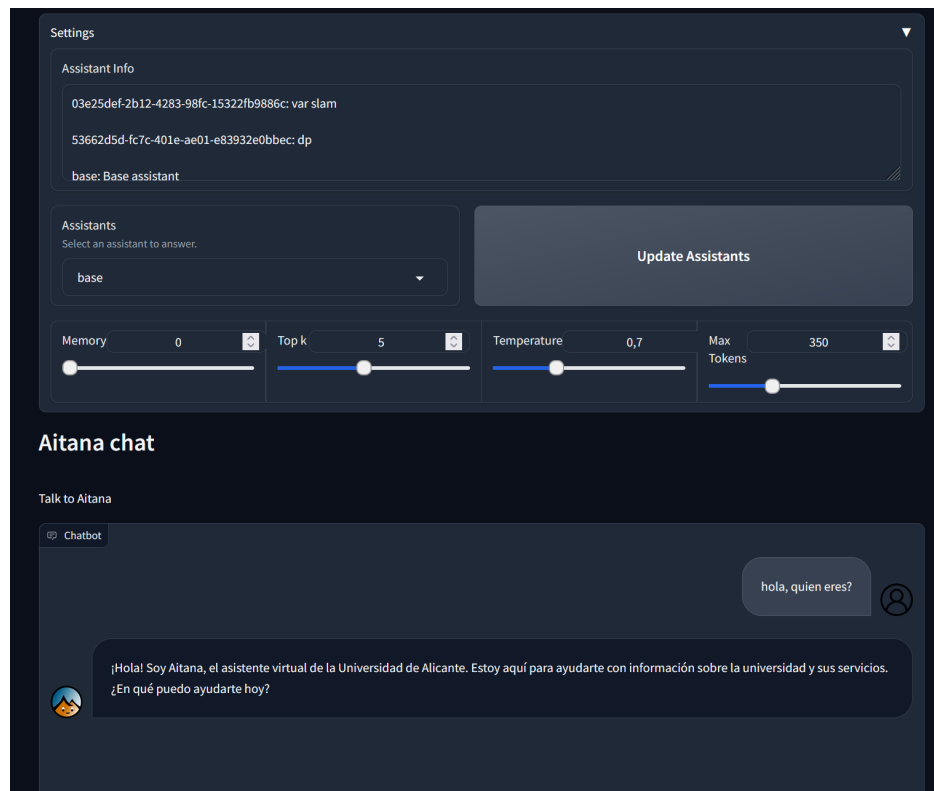 Settings
▼
Assistant Info
03e25def-2b12-4283-98fc-15322fb9886c: var slam
53662d5d-fc7c-401e-ae01-e83932e0bbec: dp
base: Base assistant
Assistants
Select an assistant to answer.
base
Update Assistants
Memory
0
Top k
5
Temperature
0,7
Max
Tokens
350
Aitana chat
Talk to Aitana
Chatbot
hola, quien eres?
¡Hola! Soy Aitana, el asistente virtual de la Universidad de Alicante. Estoy aquí para ayudarte con información sobre la universidad y sus servicios.
¿En qué puedo ayudarte hoy?